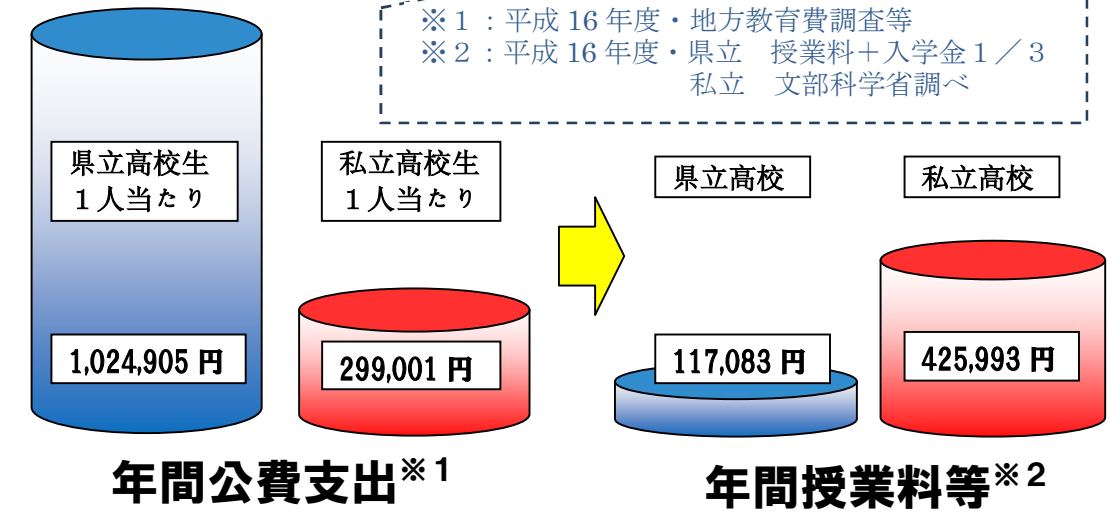 ※１：平成 16 年度・地方教育費調査等
※２：平成 16 年度・県立　授業料＋入学金１／３
私立　文部科学省調べ
県立高校生
１人当たり
私立高校生
１人当たり
県立高校
私立高校
1,024,905 円
299,001 円
117,083 円
425,993 円
年間公費支出※１
年間授業料等※２